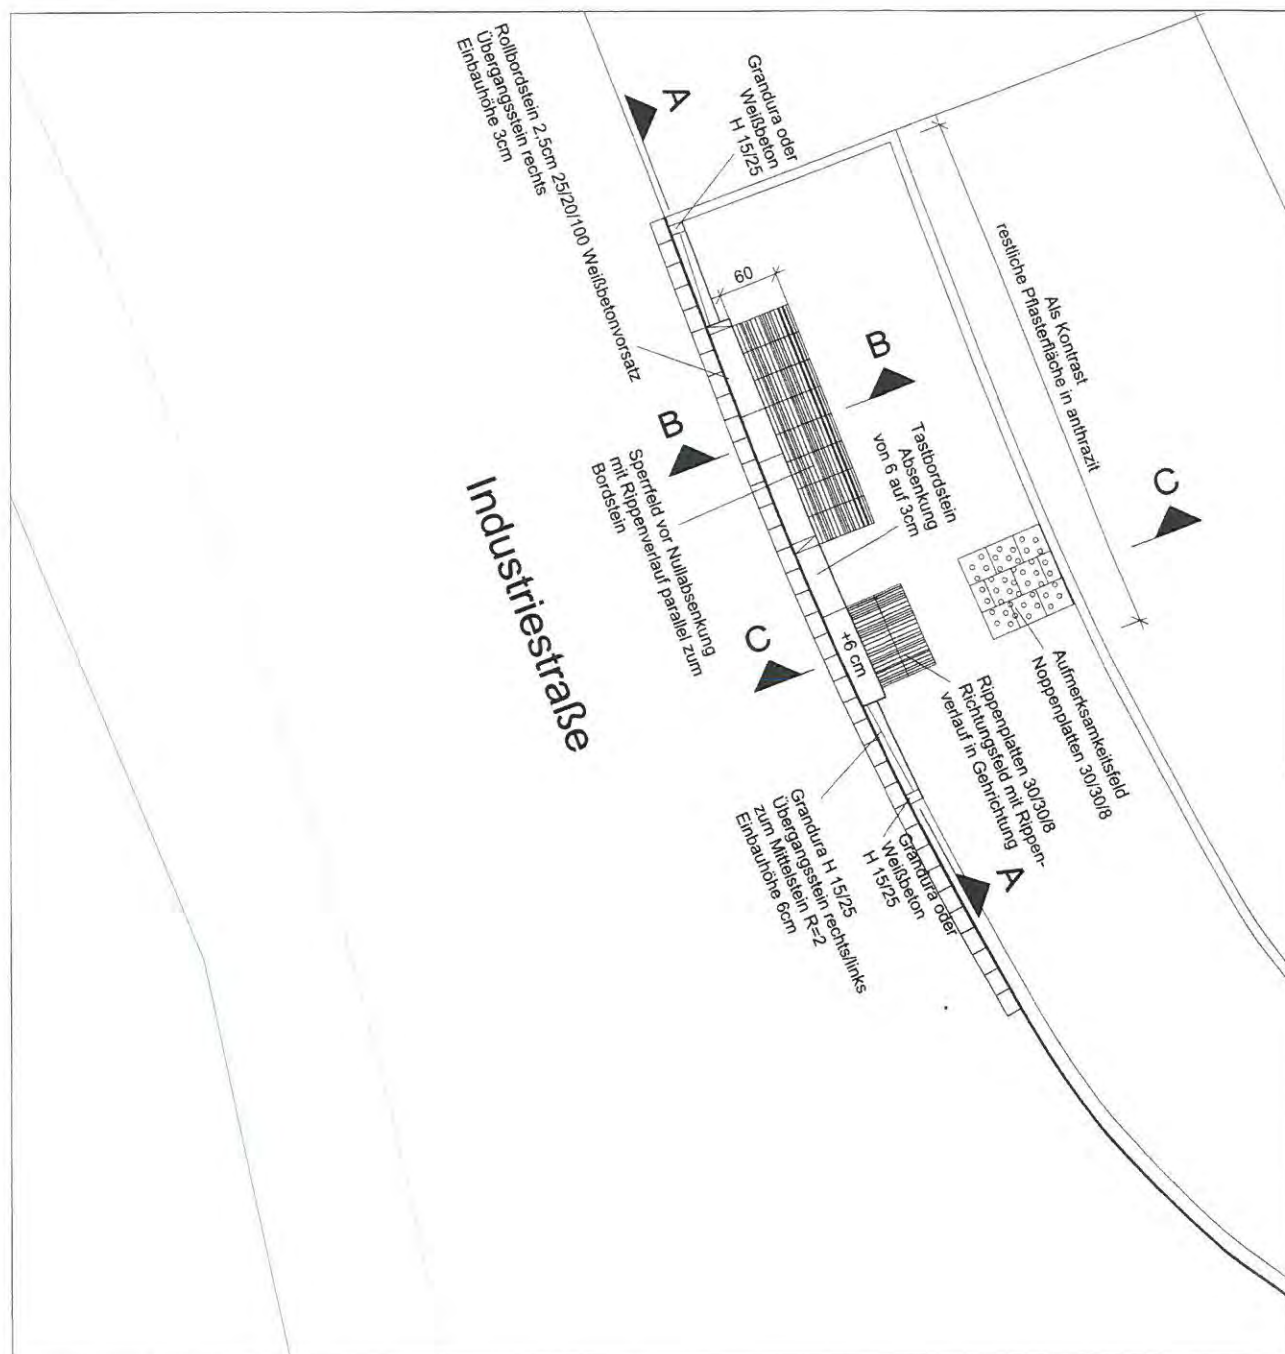 Rollbordstein 2,5cm 25/20/100 Weißbetonvorsatz
Übergangsstein rechts
Einbauhöhe 3cm
A
Grandura oder
Weißbeton
H 15/25
60
Als Kontrast
restliche Pflasterfläche in anthrazit
B
B
C
Tastbordstein
Absenkung
von 6 auf 3cm
Sperrfeld vor Nullabsenkung
mit Rippenverlauf parallel zum
Bordstein
Industriestraße
C
+6 cm
Aufmerksamkeitsfeld
Noppenplatten 30/30/8
Rippenplatten 30/30/8
Richtungsfeld mit Rippen-
verlauf in Gehrichtung
Grandura H 15/25
Übergangsstein rechts/links
zum Mittelstein R=2
Einbauhöhe 6cm
Grandura oder
Weißbeton
H 15/25
A